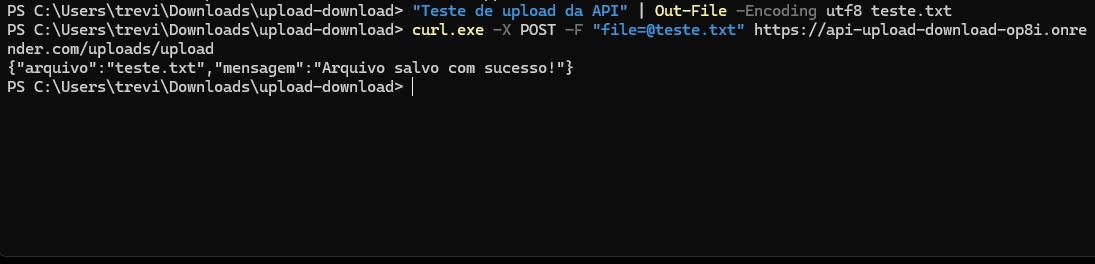 PS C:\Users\trevi\Downloads\upload-download> "Teste de upload da API" | Out-File -Encoding utf8 teste.txt
PS C:\Users\trevi\Downloads\upload-download> curl.exe -X POST -F "file=@teste.txt" https://api-upload-download-op8i.onre
nder.com/uploads/upload
{"arquivo":"teste.txt","mensagem":"Arquivo salvo com sucesso!"}
PS C:\Users\trevi\Downloads\upload-download>